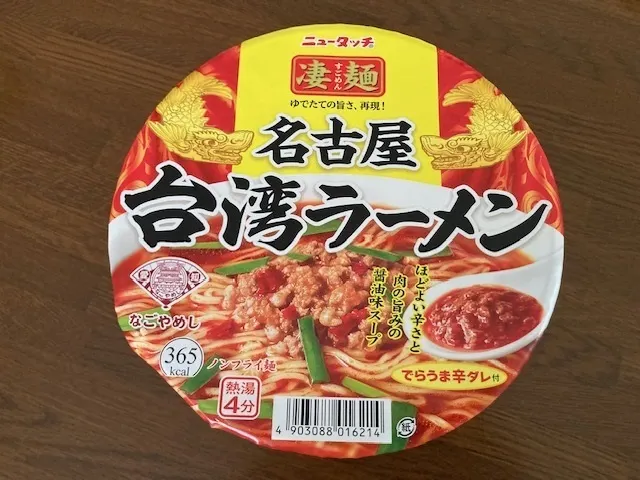 ニュータッチ®
凄麺
すごめん
ゆでたての旨さ、再現!
名古屋
台湾ラーメン
ほどよい辛さと
肉の旨みの
醤油味スープ
愛知
なごやめし
365
kcal
ノンフライ麺
熱湯
4分
でらうま辛ダレ付
4 903088 016214
紙